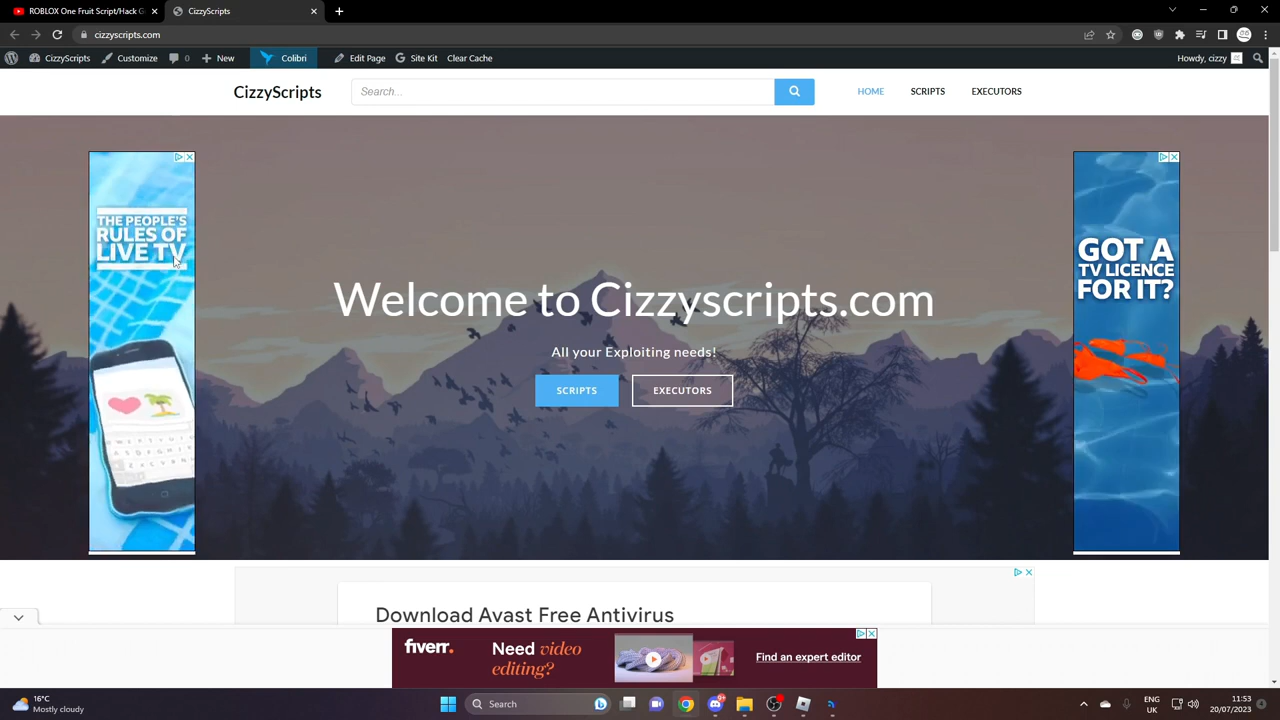 ROBLOX One Fruit Script/Hack G
CizzyScripts
cizzyscripts.com
CizzyScripts
Customize
0
New
Colibri
Edit Page
Site Kit
Clear Cache
Howdy, cizzy
CizzyScripts
Search...
HOME
SCRIPTS
EXECUTORS
THE PEOPLE'S
RULES OF
LIVE TV
GOT A
TV LICENCE
FOR IT?
Welcome to Cizzyscripts.com
All your Exploiting needs!
SCRIPTS
EXECUTORS
Download Avast Free Antivirus
fiverr.
Need video
editing?
Find an expert editor
16°C
Mostly cloudy
Search
9+
ENG
UK
11:53
20/07/2023